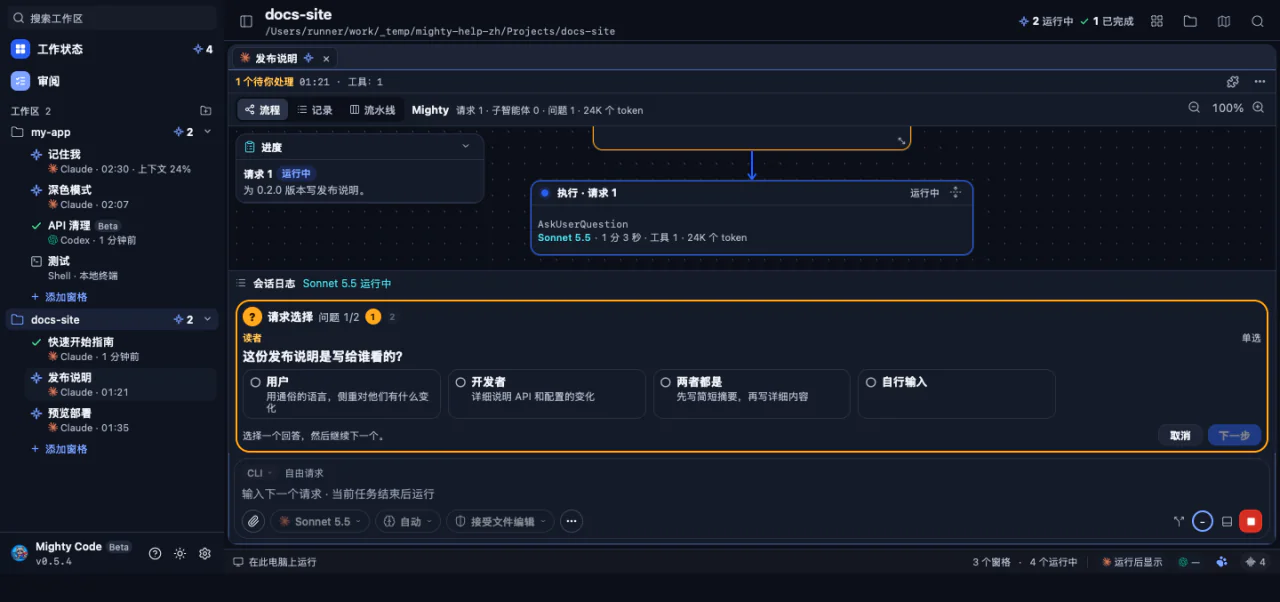 搜索工作区
工作状态
4
审阅
工作区 2
my-app
2
记住我
Claude · 02:30 · 上下文 24%
深色模式
Claude · 02:07
API 清理 Beta
Codex · 1 分钟前
测试
Shell · 本地终端
+ 添加窗格
docs-site
2
快速开始指南
Claude · 1 分钟前
发布说明
Claude · 01:21
预览部署
Claude · 01:35
+ 添加窗格
Mighty Code Beta
v0.5.4
docs-site
/Users/runner/work/_temp/mighty-help-zh/Projects/docs-site
2 运行中 1 已完成
发布说明
1 个待你处理 01:21 · 工具: 1
流程 记录 流水线 Mighty 请求 1 · 子智能体 0 · 问题 1 · 24K 个 token
100%
进度
请求 1 运行中
为 0.2.0 版本写发布说明。
执行 · 请求 1
运行中
AskUserQuestion
Sonnet 5.5 · 1 分 3 秒 · 工具 1 · 24K 个 token
会话日志 Sonnet 5.5 运行中
? 请求选择 问题 1/2 1 2
读者
单选
这份发布说明是写给谁看的?
用户
用通俗的语言，侧重对他们有什么变化
开发者
详细说明 API 和配置的变化
两者都是
先写简短摘要，再写详细内容
自行输入
选择一个回答，然后继续下一个。
取消 下一步
CLI 自由请求
输入下一个请求 · 当前任务结束后运行
Sonnet 5.5 自动 接受文件编辑
在此电脑上运行
3 个窗格 · 4 个运行中 运行后显示 — 4